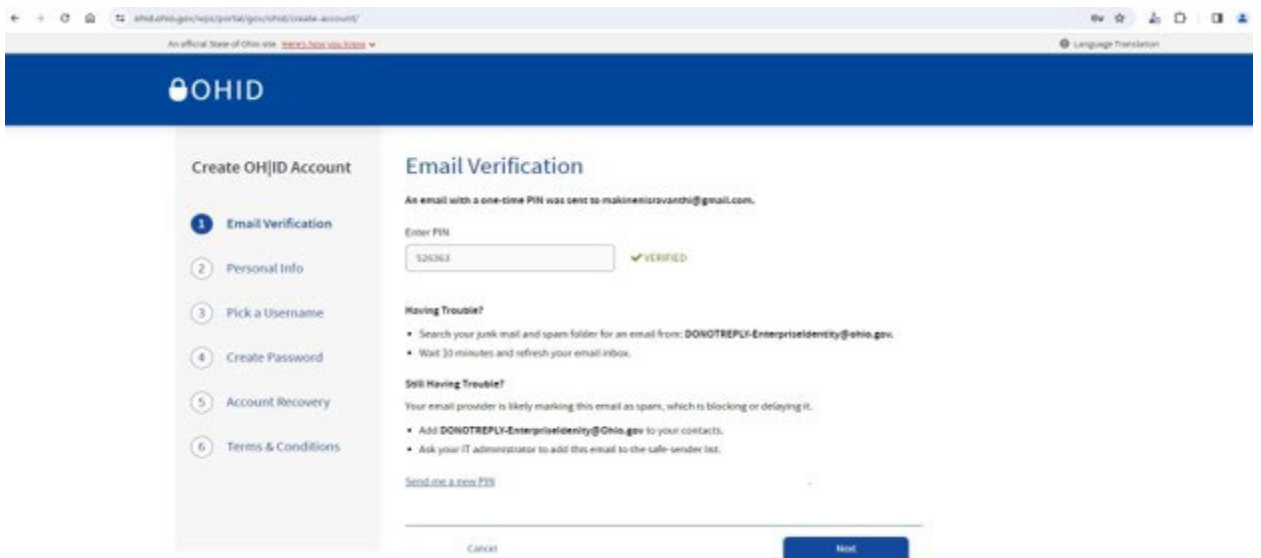 ohid.ohio.gov/wps/portal/gov/ohid/create-account/
An official State of Ohio site. Here's how you know
Language Translation
OHID
Create OH|ID Account
1 Email Verification
2 Personal Info
3 Pick a Username
4 Create Password
5 Account Recovery
6 Terms & Conditions
Email Verification
An email with a one-time PIN was sent to makinenisravanthi@gmail.com.
Enter PIN
526363
VERIFIED
Having Trouble?
• Search your junk mail and spam folder for an email from: DONOTREPLY-EnterpriseIdentity@ohio.gov.
• Wait 10 minutes and refresh your email inbox.
Still Having Trouble?
Your email provider is likely marking this email as spam, which is blocking or delaying it.
• Add DONOTREPLY-EnterpriseIdenity@Ohio.gov to your contacts.
• Ask your IT administrator to add this email to the safe-sender list.
Send me a new PIN
Cancel
Next